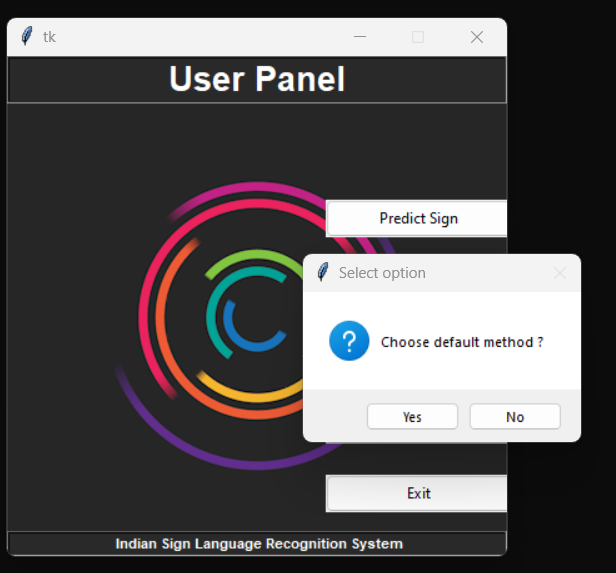 tk
User Panel
Predict Sign
Select option
Choose default method ?
Yes
No
Exit
Indian Sign Language Recognition System